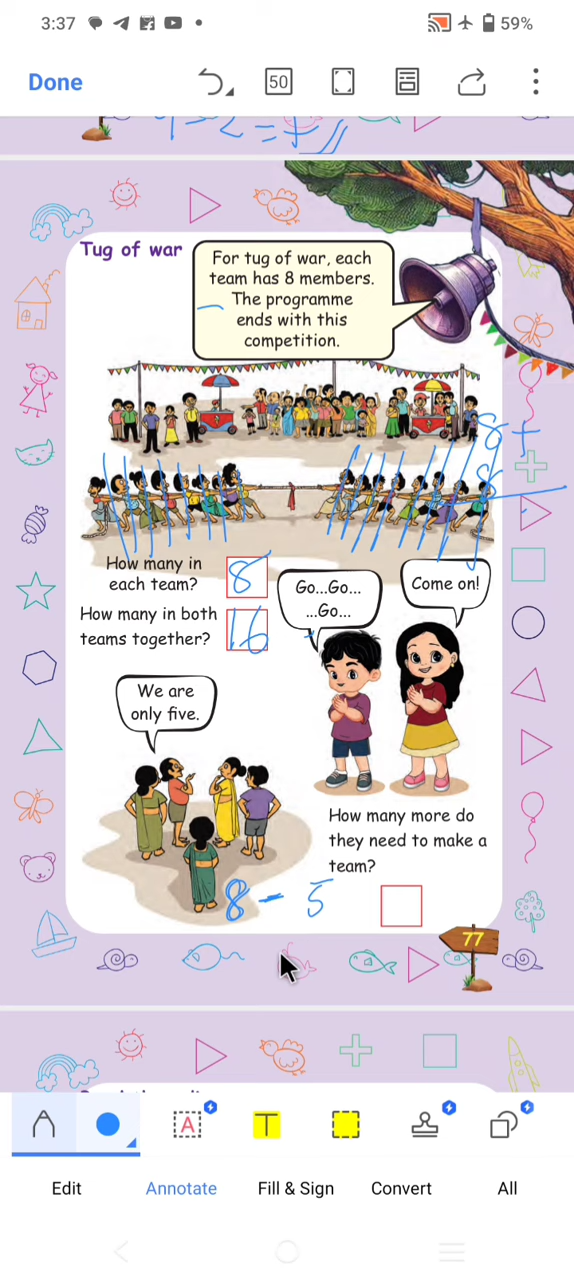 3:37
59%
Done
50
Tug of war
For tug of war, each
team has 8 members.
The programme
ends with this
competition.
8+
8
How many in
each team?
8
How many in both
teams together?
16
Go...Go...
...Go...
Come on!
We are
only five.
How many more do
they need to make a
team?
8 - 5
77
A
T
Edit
Annotate
Fill & Sign
Convert
All